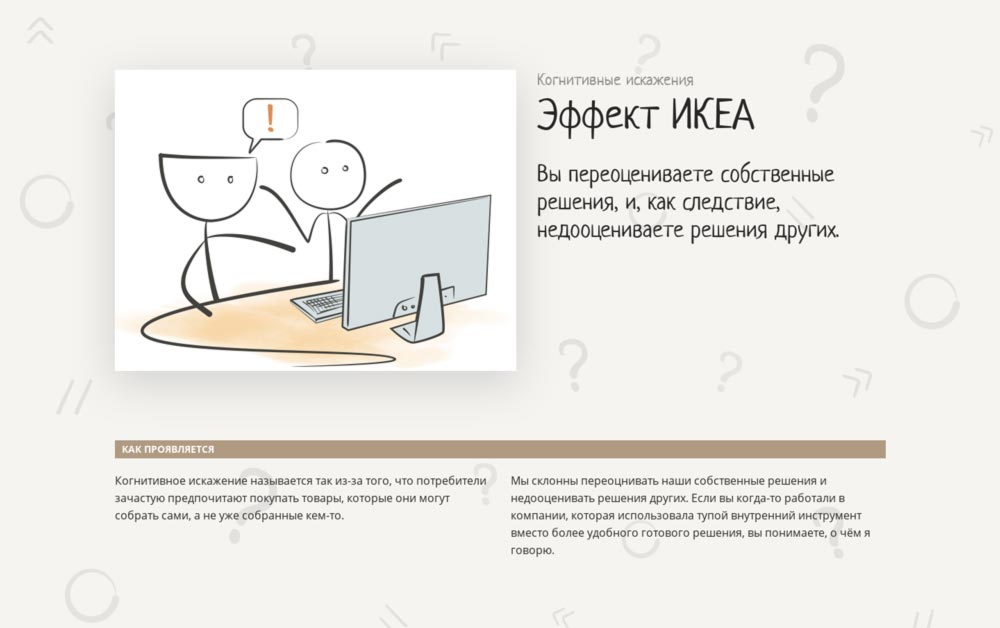 Когнитивные искажения
Эффект ИКЕА
Вы переоцениваете собственные
решения, и, как следствие,
недооцениваете решения других.
!
КАК ПРОЯВЛЯЕТСЯ
Когнитивное искажение называется так из-за того, что потребители
зачастую предпочитают покупать товары, которые они могут
собрать сами, а не уже собранные кем-то.
Мы склонны переоцнивать наши собственные решения и
недооценивать решения других. Если вы когда-то работали в
компании, которая использовала тупой внутренний инструмент
вместо более удобного готового решения, вы понимаете, о чём я
говорю.